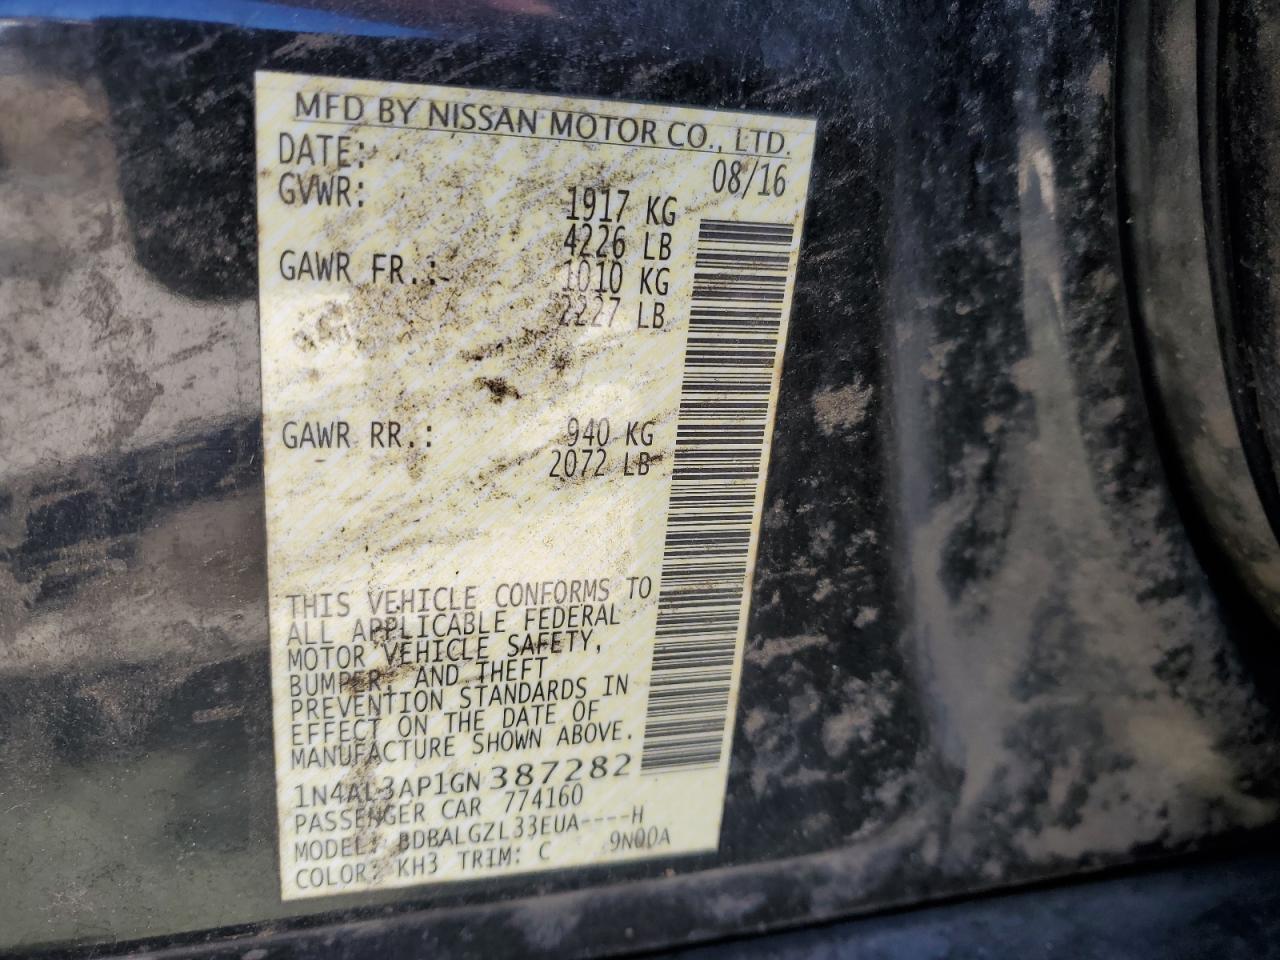 MFD BY NISSAN MOTOR CO., LTD.
DATE: 08/16
GVWR: 1917 KG
4226 LB
GAWR FR.: 1010 KG
2227 LB
GAWR RR.: 940 KG
2072 LB
THIS VEHICLE CONFORMS TO
ALL APPLICABLE FEDERAL
MOTOR VEHICLE SAFETY,
BUMPER, AND THEFT
PREVENTION STANDARDS IN
EFFECT ON THE DATE OF
MANUFACTURE SHOWN ABOVE.
1N4AL3AP1GN387282
PASSENGER CAR 774160
MODEL: BDBALGZL33EUA----H
COLOR: KH3 TRIM: C 9NQDA